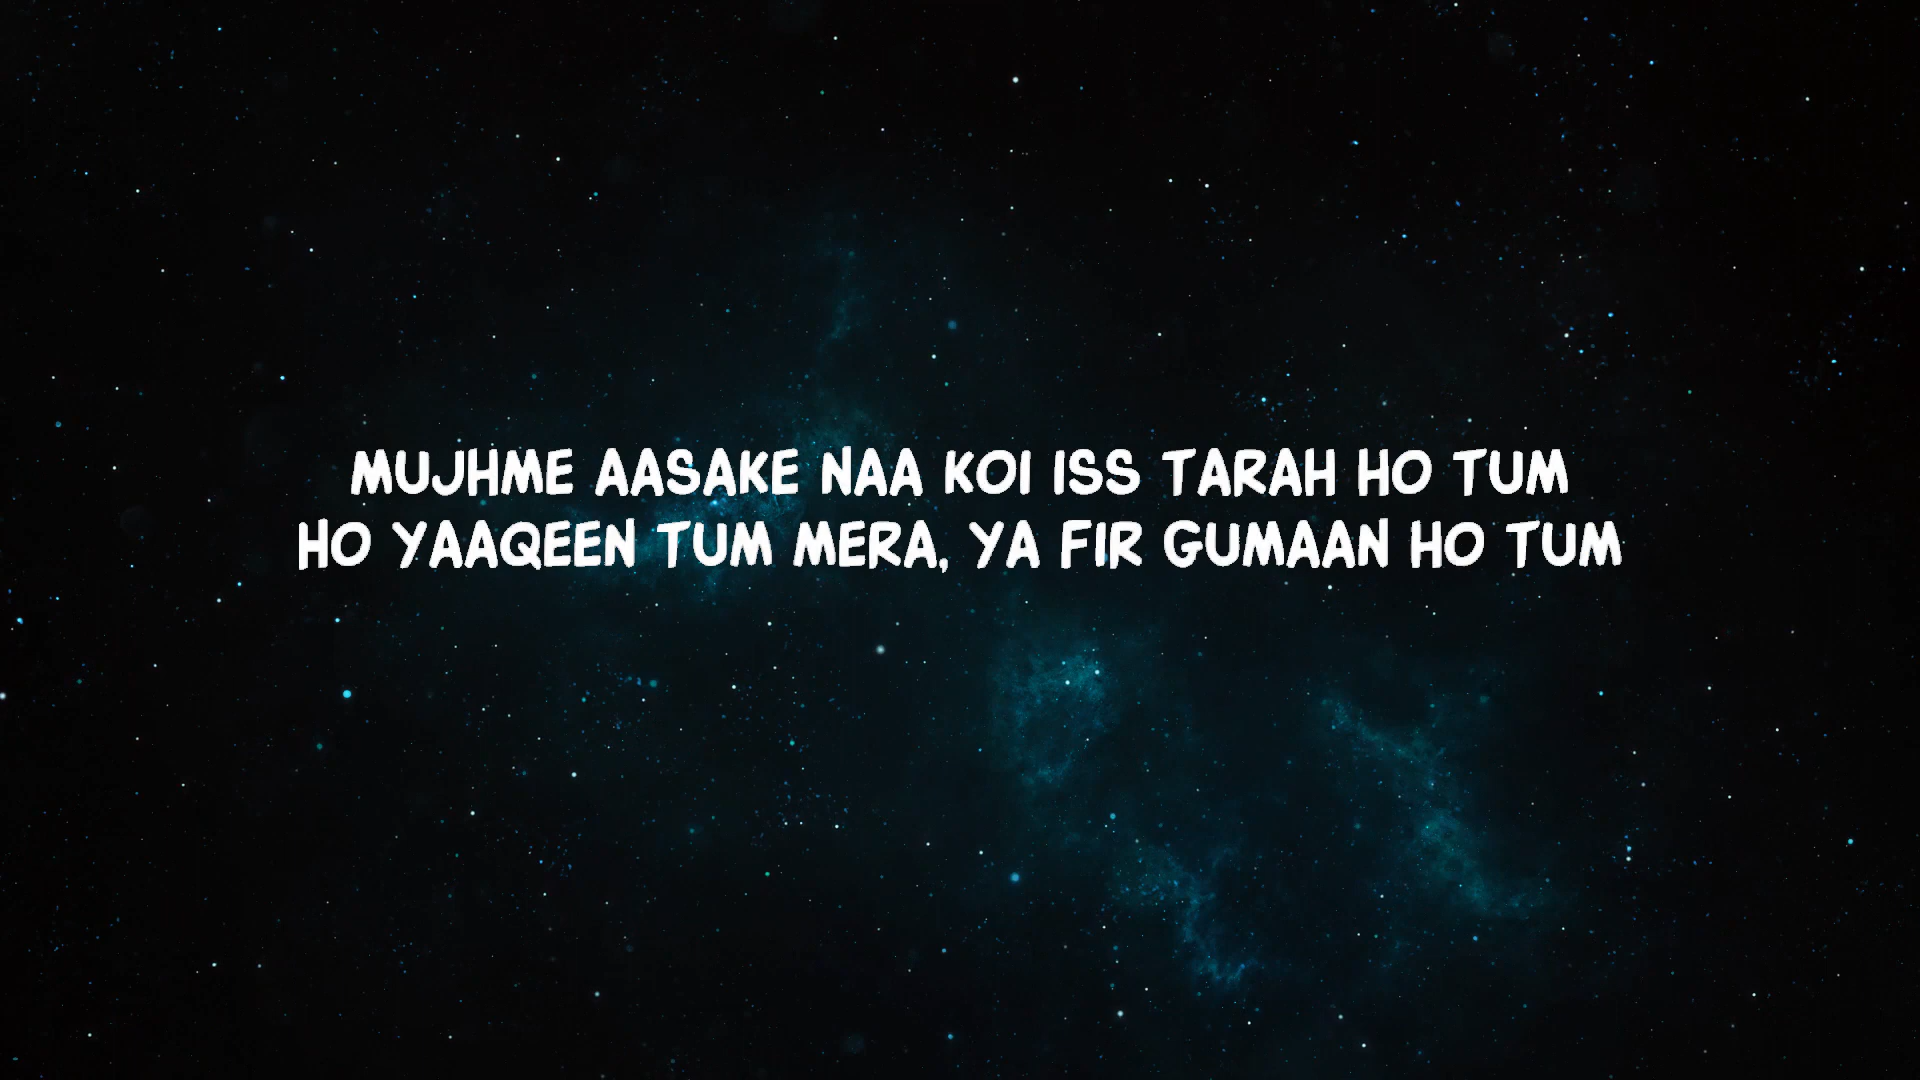 MUJHME AASAKE NAA KOI ISS TARAH HO TUM
HO YAAQEEN TUM MERA, YA FIR GUMAAN HO TUM